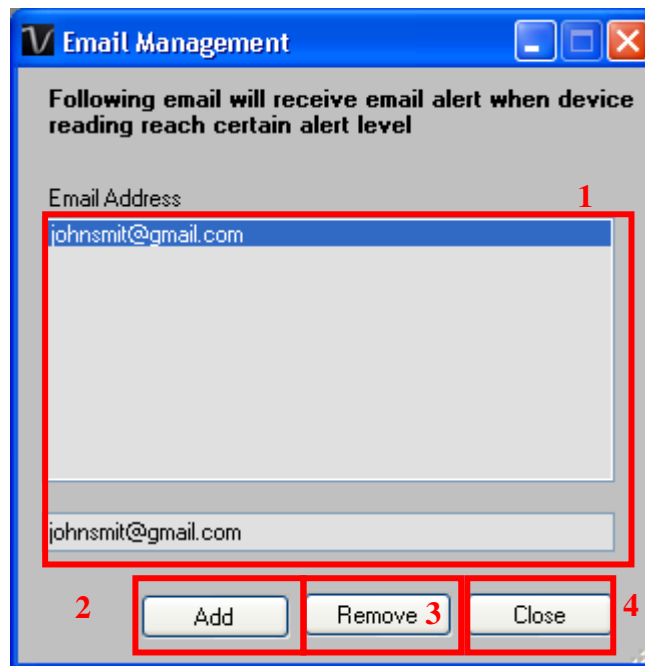 Email Management
Following email will receive email alert when device
reading reach certain alert level
Email Address
1
johnsmit@gmail.com
johnsmit@gmail.com
2 Add Remove 3 Close 4